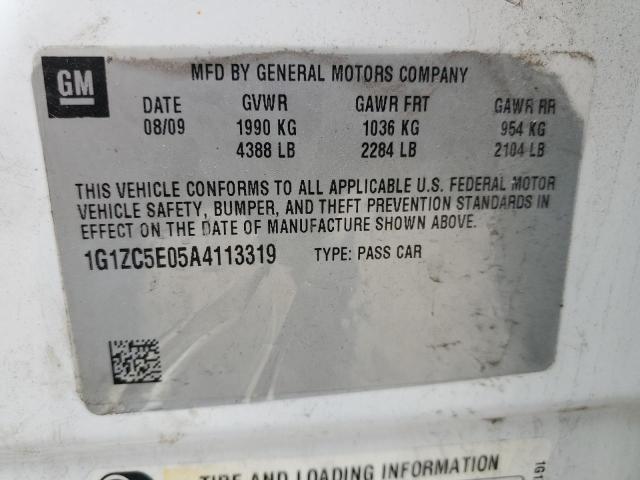 GM
MFD BY GENERAL MOTORS COMPANY
DATE GVWR GAWR FRT GAWR RR
08/09 1990 KG 1036 KG 954 KG
4388 LB 2284 LB 2104 LB
THIS VEHICLE CONFORMS TO ALL APPLICABLE U.S. FEDERAL MOTOR
VEHICLE SAFETY, BUMPER, AND THEFT PREVENTION STANDARDS IN
EFFECT ON THE DATE OF MANUFACTURE SHOWN ABOVE.
1G1ZC5E05A4113319 TYPE: PASS CAR
TIRE AND LOADING INFORMATION